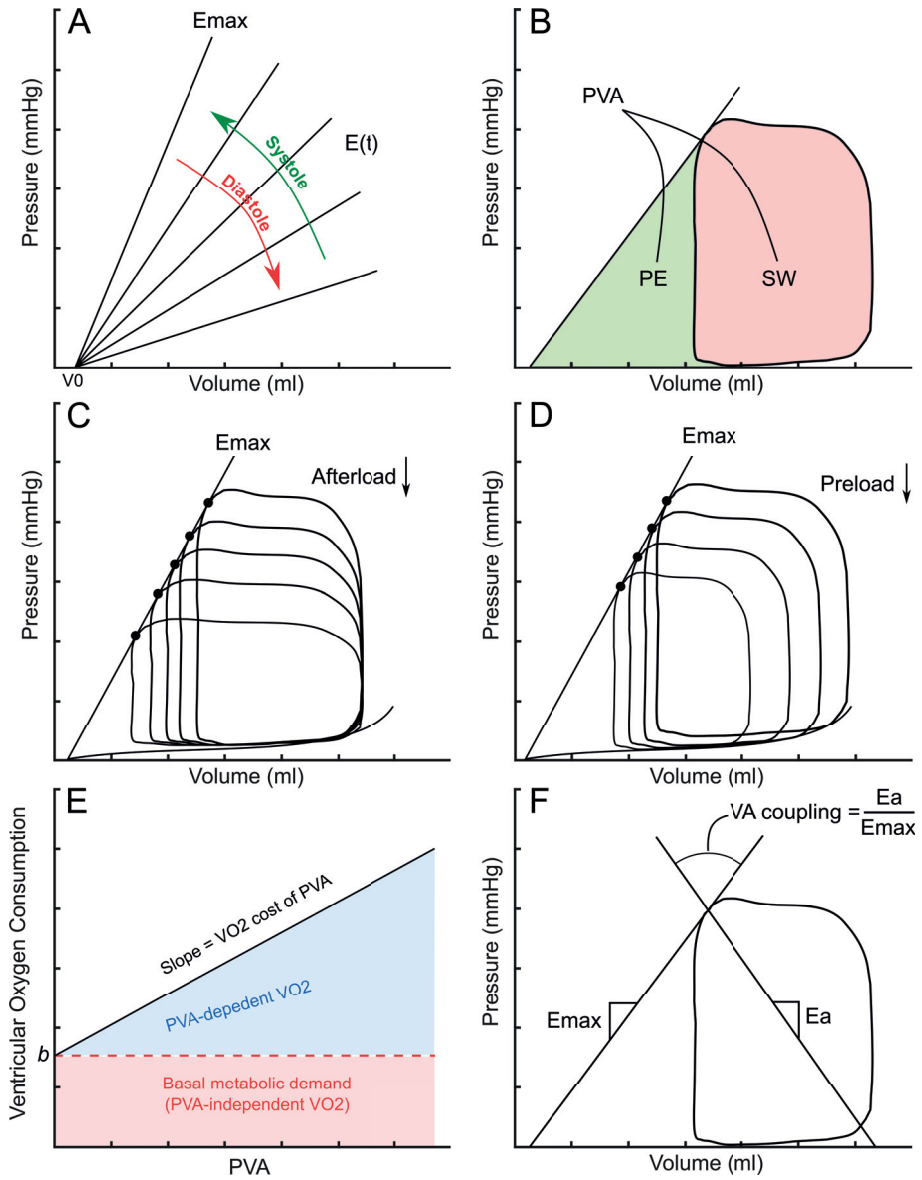 A
Emax
E(t)
Systole
Diastole
V0
Pressure (mmHg)
Volume (ml)
B
PVA
PE
SW
Pressure (mmHg)
Volume (ml)
C
Emax
Afterload
Pressure (mmHg)
Volume (ml)
D
Emax
Preload
Pressure (mmHg)
Volume (ml)
E
Slope = VO2 cost of PVA
PVA-depedent VO2
b
Basal metabolic demand
(PVA-independent VO2)
Ventricular Oxygen Consumption
PVA
F
VA coupling = Ea
Emax
Emax
Ea
Pressure (mmHg)
Volume (ml)